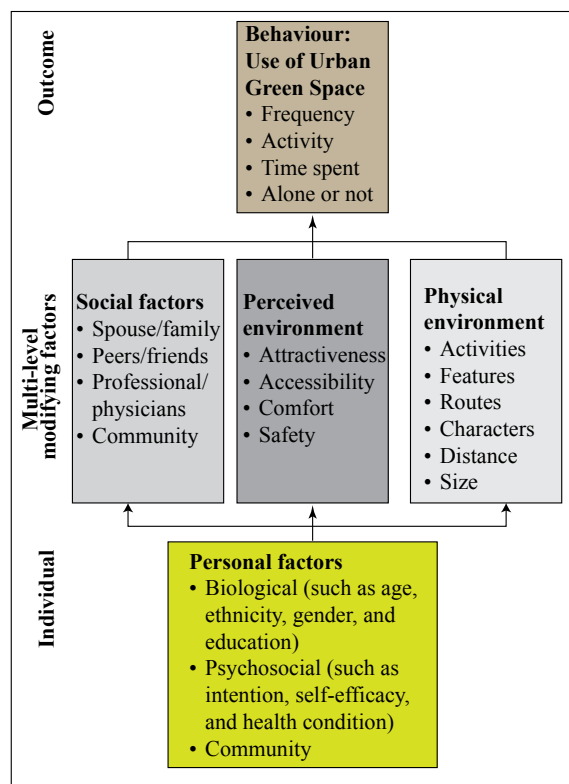 Outcome
Behaviour:
Use of Urban
Green Space
• Frequency
• Activity
• Time spent
• Alone or not
Multi-level
modifying factors
Social factors
• Spouse/family
• Peers/friends
• Professional/
physicians
• Community
Perceived
environment
• Attractiveness
• Accessibility
• Comfort
• Safety
Physical
environment
• Activities
• Features
• Routes
• Characters
• Distance
• Size
Individual
Personal factors
• Biological (such as age,
ethnicity, gender, and
education)
• Psychosocial (such as
intention, self-efficacy,
and health condition)
• Community